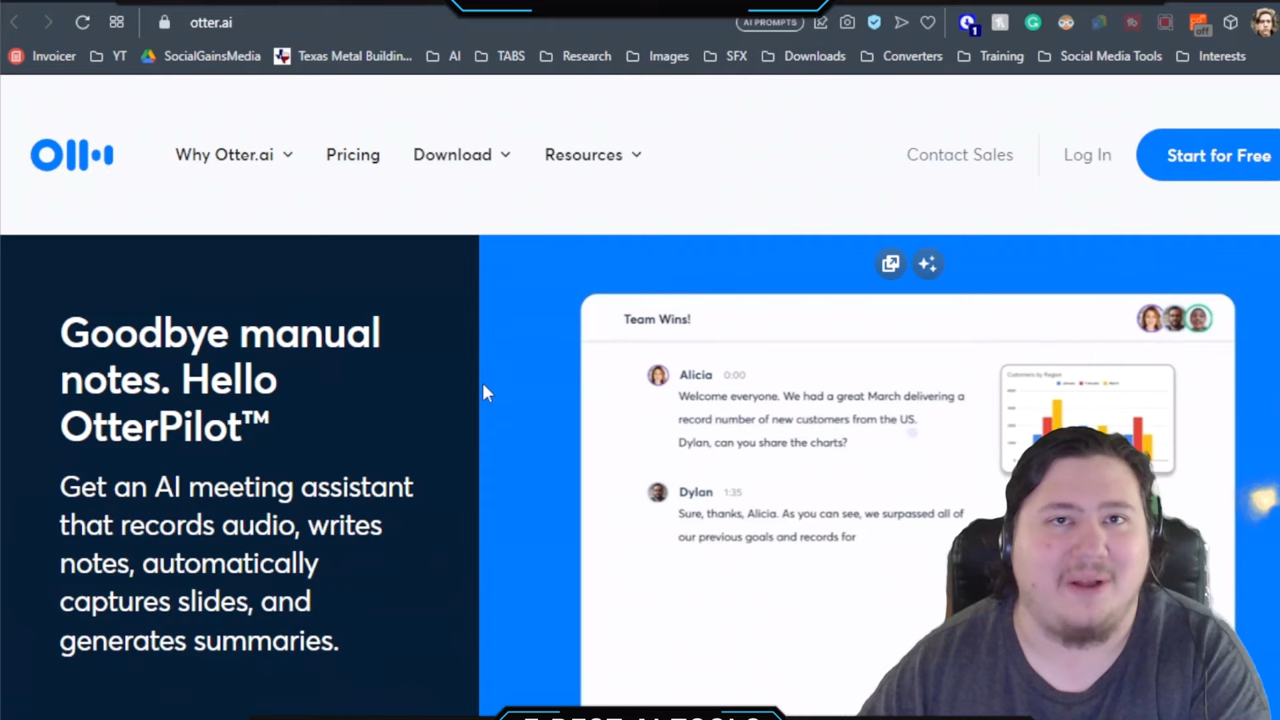 otter.ai
AI PROMPTS
1
off
Invoicer
YT
SocialGainsMedia
Texas Metal Buildin...
AI
TABS
Research
Images
SFX
Downloads
Converters
Training
Social Media Tools
Interests
Why Otter.ai
Pricing
Download
Resources
Contact Sales
Log In
Start for Free
Goodbye manual
notes. Hello
OtterPilot™
Get an AI meeting assistant
that records audio, writes
notes, automatically
captures slides, and
generates summaries.
Team Wins!
Alicia 0:00
Welcome everyone. We had a great March delivering a
record number of new customers from the US.
Dylan, can you share the charts?
Customers by Region
Dylan 1:35
Sure, thanks, Alicia. As you can see, we surpassed all of
our previous goals and records for